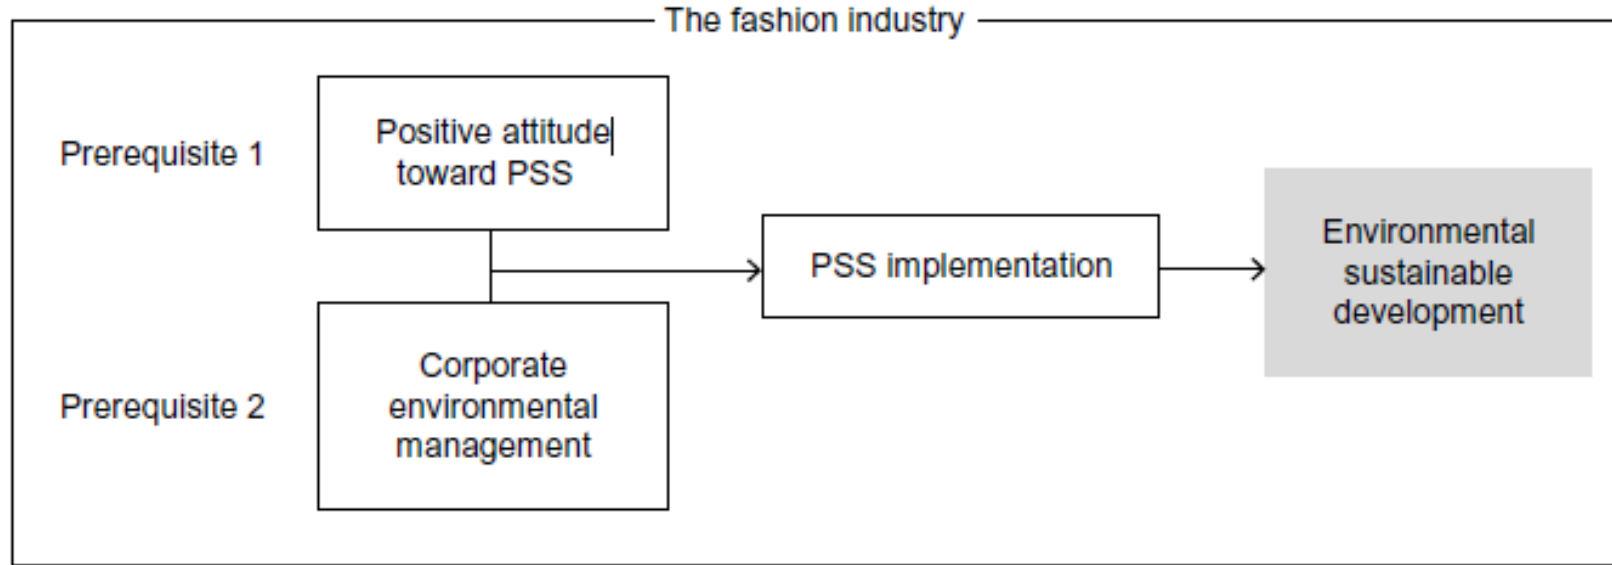 The fashion industry
Prerequisite 1
Positive attitude
toward PSS
PSS implementation
Environmental
sustainable
development
Prerequisite 2
Corporate
environmental
management